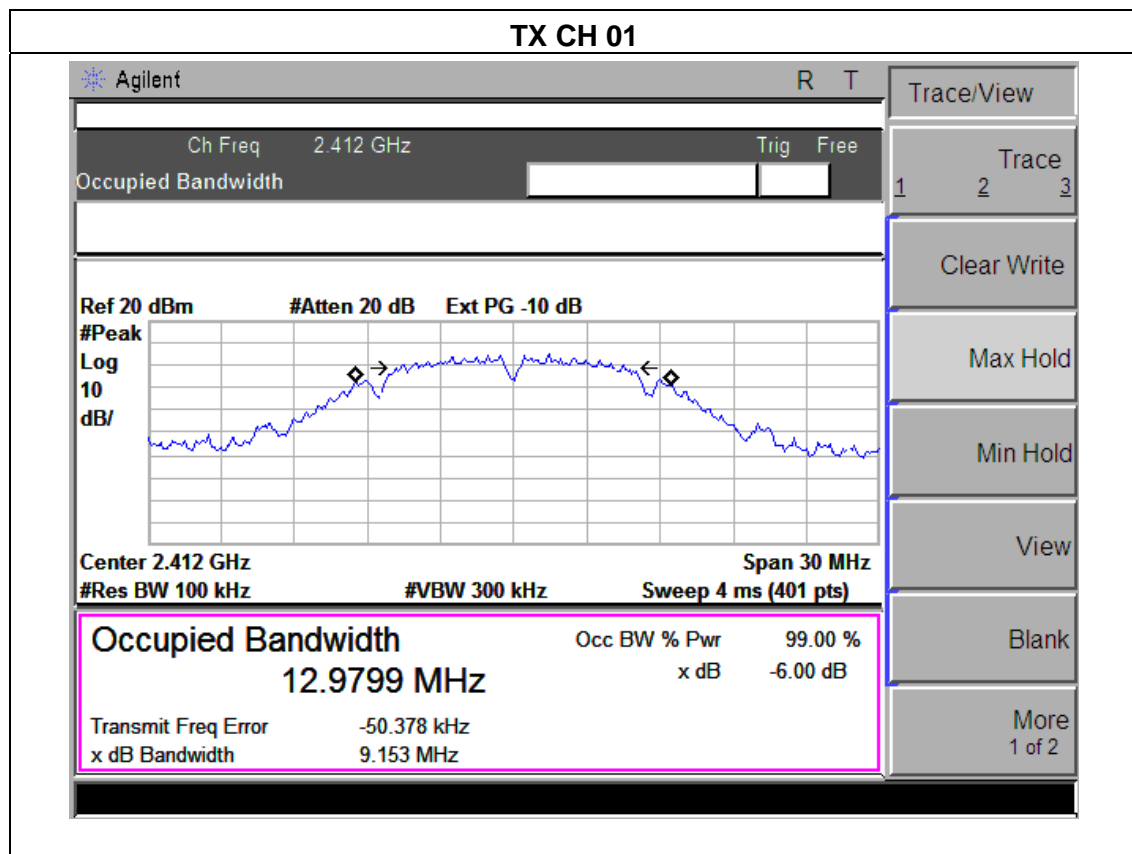 TX CH 01
Agilent R T
Trace/View
Ch Freq 2.412 GHz Trig Free
Occupied Bandwidth
Trace
1 2 3
Clear Write
Ref 20 dBm #Atten 20 dB Ext PG -10 dB
#Peak
Log
10
dB/
Max Hold
Min Hold
View
Center 2.412 GHz Span 30 MHz
#Res BW 100 kHz #VBW 300 kHz Sweep 4 ms (401 pts)
Occupied Bandwidth Occ BW % Pwr 99.00 %
12.9799 MHz x dB -6.00 dB
Blank
Transmit Freq Error -50.378 kHz
x dB Bandwidth 9.153 MHz
More
1 of 2